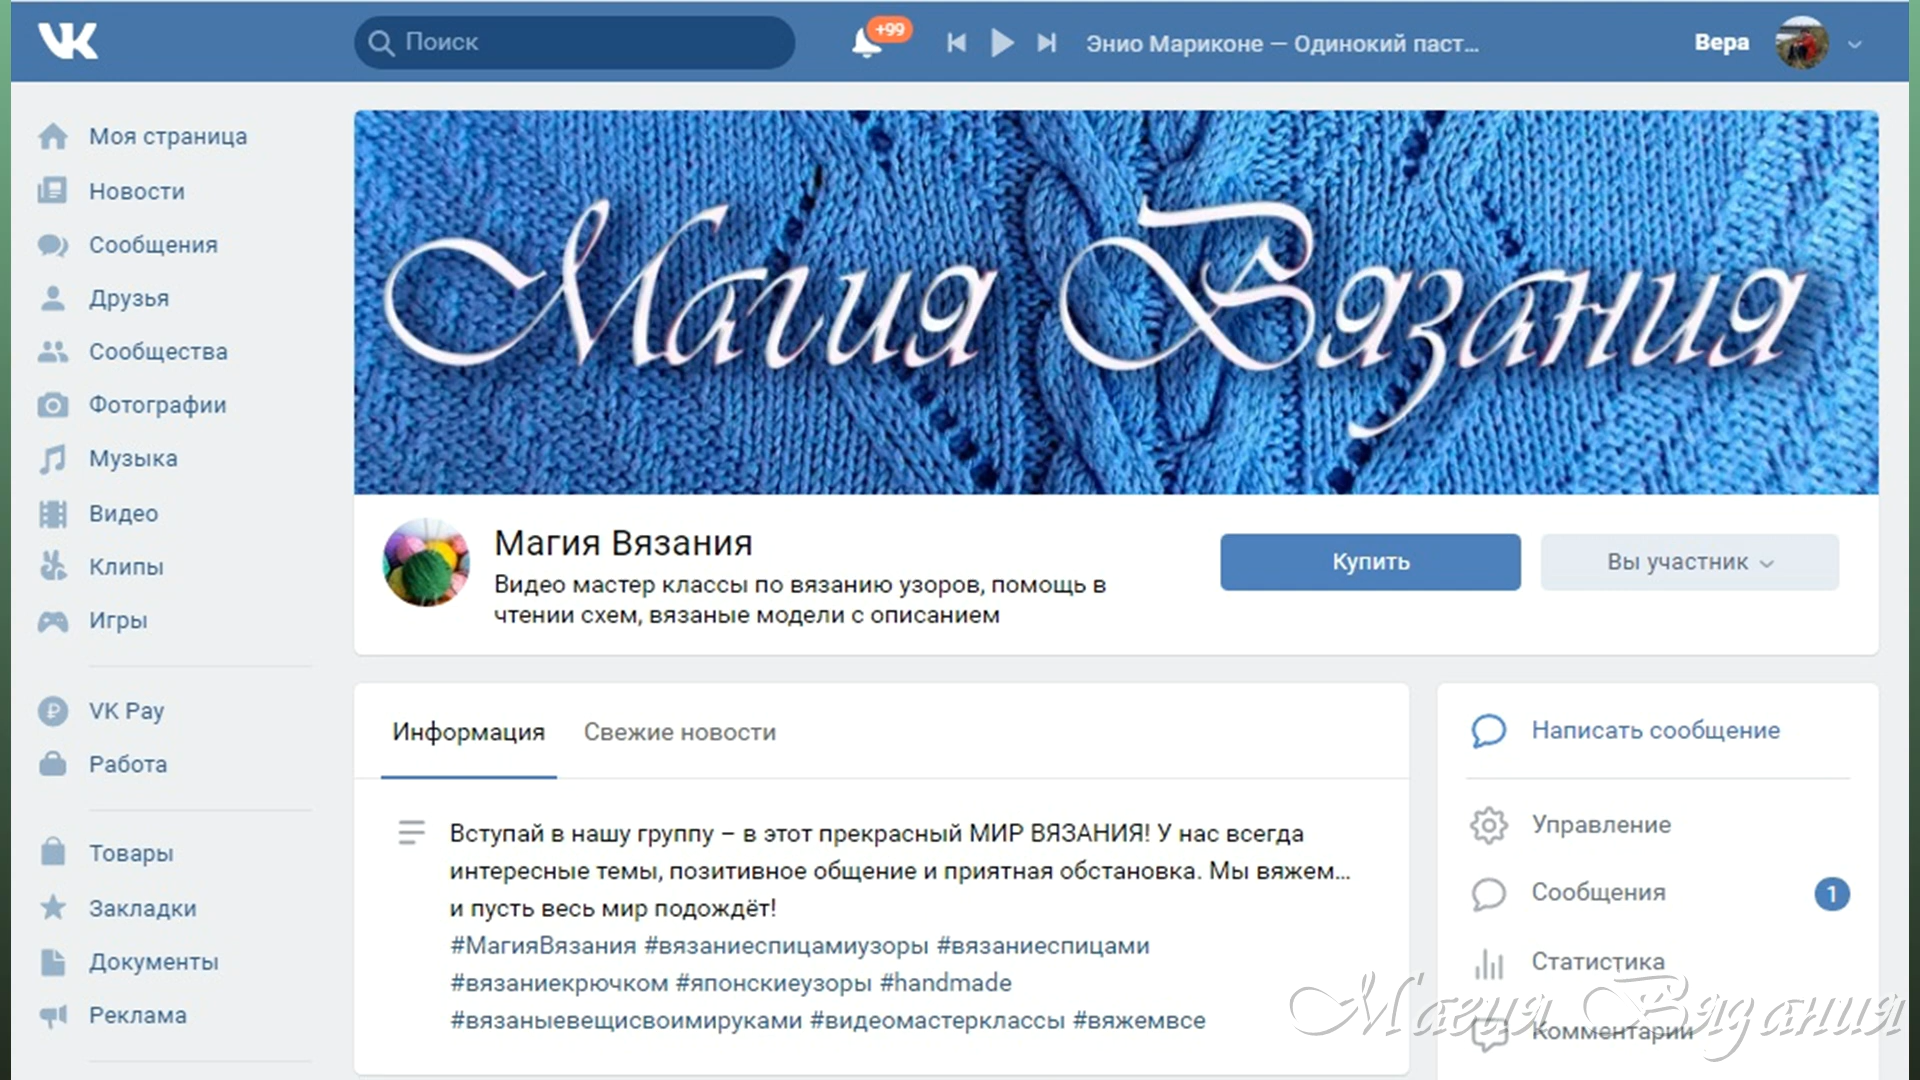 VK
Поиск
+99
Энио Мариконе — Одинокий паст...
Вера
Моя страница
Новости
Сообщения
Друзья
Сообщества
Фотографии
Музыка
Видео
Клипы
Игры
VK Pay
Работа
Товары
Закладки
Документы
Реклама
Магия Вязания
Магия Вязания
Видео мастер классы по вязанию узоров, помощь в
чтении схем, вязаные модели с описанием
Купить
Вы участник
Информация
Свежие новости
Вступай в нашу группу – в этот прекрасный МИР ВЯЗАНИЯ! У нас всегда
интересные темы, позитивное общение и приятная обстановка. Мы вяжем...
и пусть весь мир подождёт!
#МагияВязания #вязаниеспицамиузоры #вязаниеспицами
#вязаниекрючком #японскиеузоры #handmade
#вязаныевещисвоимируками #видеомастерклассы #вяжемвсе
Написать сообщение
Управление
Сообщения
1
Статистика
Комментарии
Магия Вязания